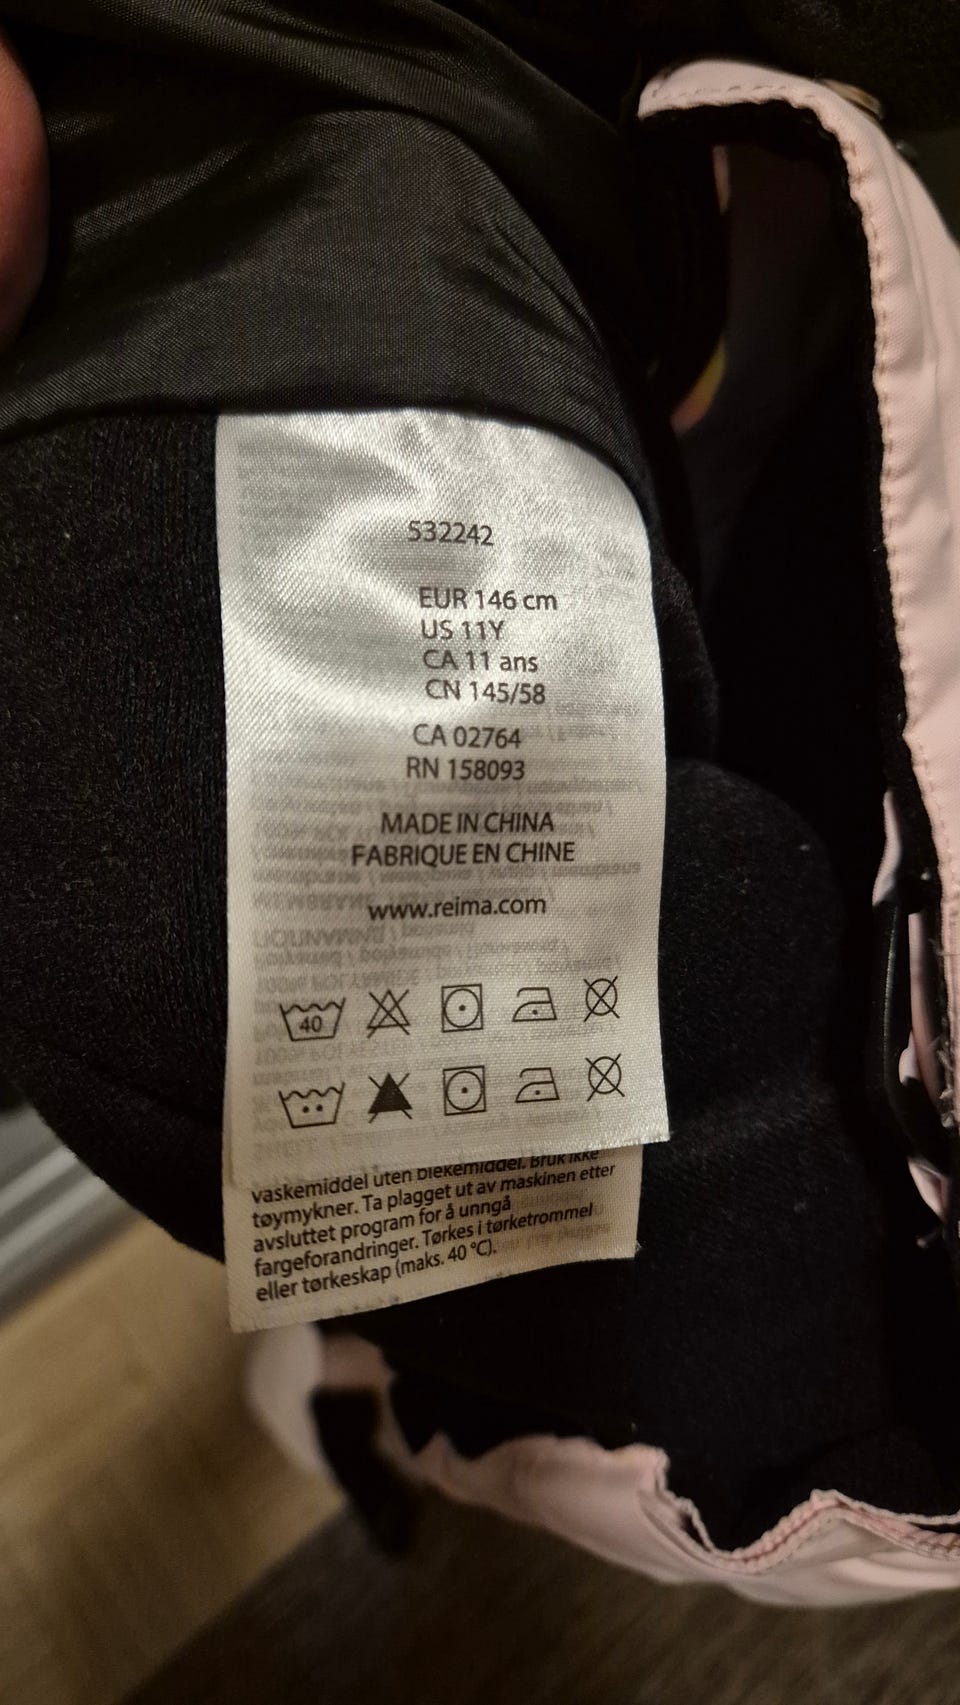 532242
EUR 146 cm
US 11Y
CA 11 ans
CN 145/58
CA 02764
RN 158093
MADE IN CHINA
FABRIQUE EN CHINE
www.reima.com
40
vaskemiddel uten blekemiddel. Bruk ikke
tøymykner. Ta plagget ut av maskinen etter
avsluttet program for å unngå
fargeforandringer. Tørkes i tørketrommel
eller tørkeskap (maks. 40 °C).